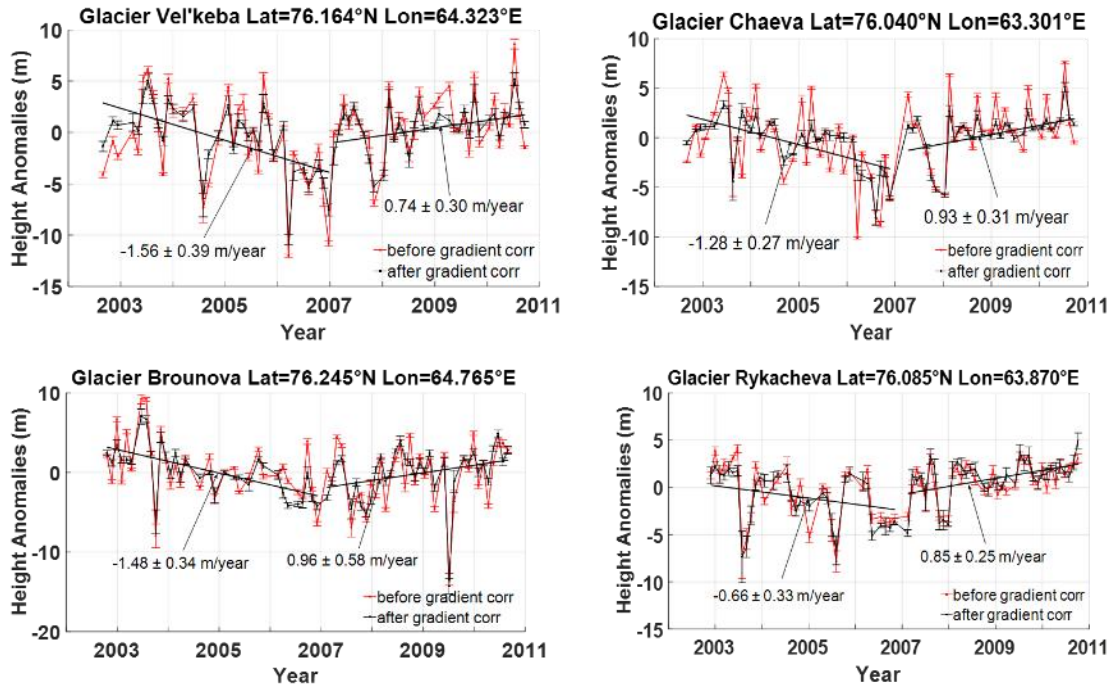 Glacier Vel'keba Lat=76.164°N Lon=64.323°E
Height Anomalies (m)
10
5
0
-5
-10
-15
0.74 ± 0.30 m/year
-1.56 ± 0.39 m/year
before gradient corr
after gradient corr
2003 2005 2007 2009 2011
Year
Glacier Chaeva Lat=76.040°N Lon=63.301°E
Height Anomalies (m)
10
5
0
-5
-10
-15
0.93 ± 0.31 m/year
-1.28 ± 0.27 m/year
before gradient corr
after gradient corr
2003 2005 2007 2009 2011
Year
Glacier Brounova Lat=76.245°N Lon=64.765°E
Height Anomalies (m)
10
0
-10
-20
-1.48 ± 0.34 m/year
0.96 ± 0.58 m/year
before gradient corr
after gradient corr
2003 2005 2007 2009 2011
Year
Glacier Rykacheva Lat=76.085°N Lon=63.870°E
Height Anomalies (m)
10
5
0
-5
-10
-15
0.85 ± 0.25 m/year
-0.66 ± 0.33 m/year
before gradient corr
after gradient corr
2003 2005 2007 2009 2011
Year